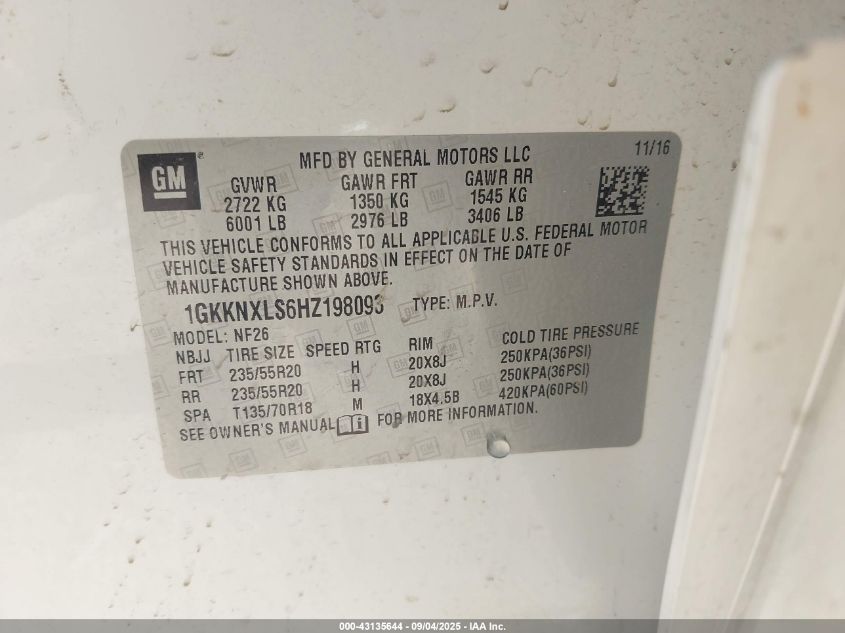 GM
MFD BY GENERAL MOTORS LLC
11/16
GVWR GAWR FRT GAWR RR
2722 KG 1350 KG 1545 KG
6001 LB 2976 LB 3406 LB
THIS VEHICLE CONFORMS TO ALL APPLICABLE U.S. FEDERAL MOTOR
VEHICLE SAFETY STANDARDS IN EFFECT ON THE DATE OF
MANUFACTURE SHOWN ABOVE.
1GKKNXLS6HZ198093 TYPE: M.P.V.
MODEL: NF26
NBJJ TIRE SIZE SPEED RTG RIM COLD TIRE PRESSURE
FRT 235/55R20 H 20X8J 250KPA(36PSI)
RR 235/55R20 H 20X8J 250KPA(36PSI)
SPA T135/70R18 M 18X4.5B 420KPA(60PSI)
SEE OWNER'S MANUAL FOR MORE INFORMATION.
000-43135644 - 09/04/2025 - IAA Inc.